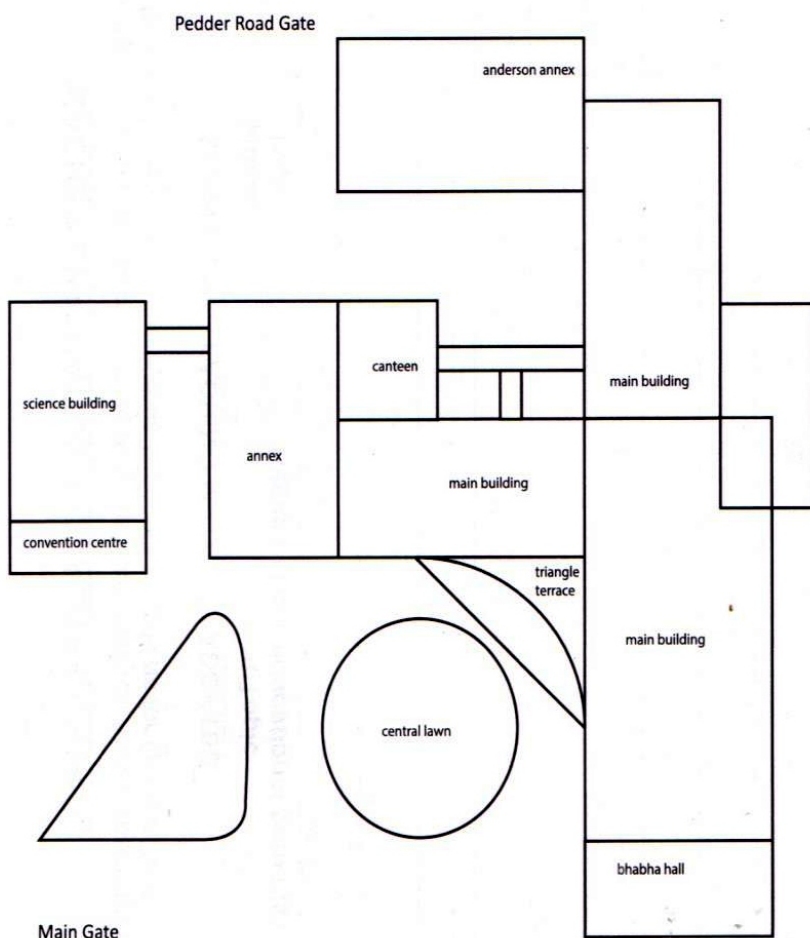 Pedder Road Gate
anderson annex
main building
canteen
science building
annex
main building
convention centre
triangle
terrace
main building
central lawn
bhabha hall
Main Gate